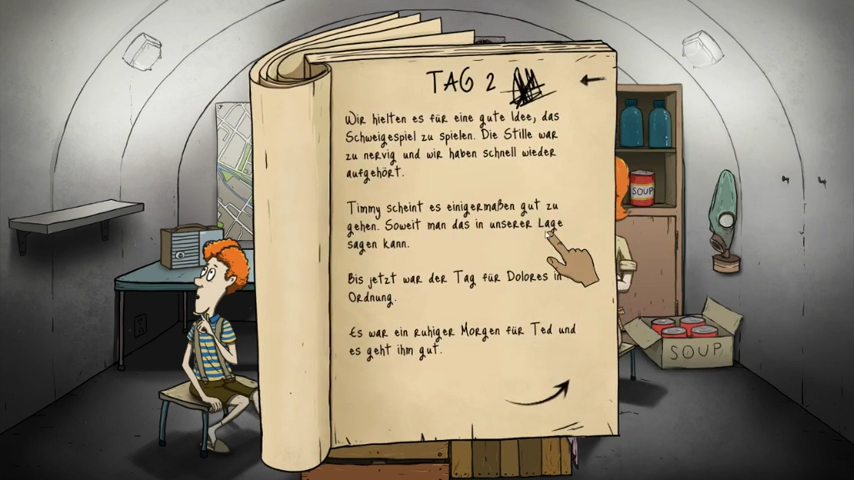 TAG 2
Wir hielten es für eine gute Idee, das
Schweigespiel zu spielen. Die Stille war
zu nervig und wir haben schnell wieder
aufgehört.
Timmy scheint es einigermaßen gut zu
gehen. Soweit man das in unserer Lage
sagen kann.
Bis jetzt war der Tag für Dolores in
Ordnung.
Es war ein ruhiger Morgen für Ted und
es geht ihm gut.
SOUP
SOUP